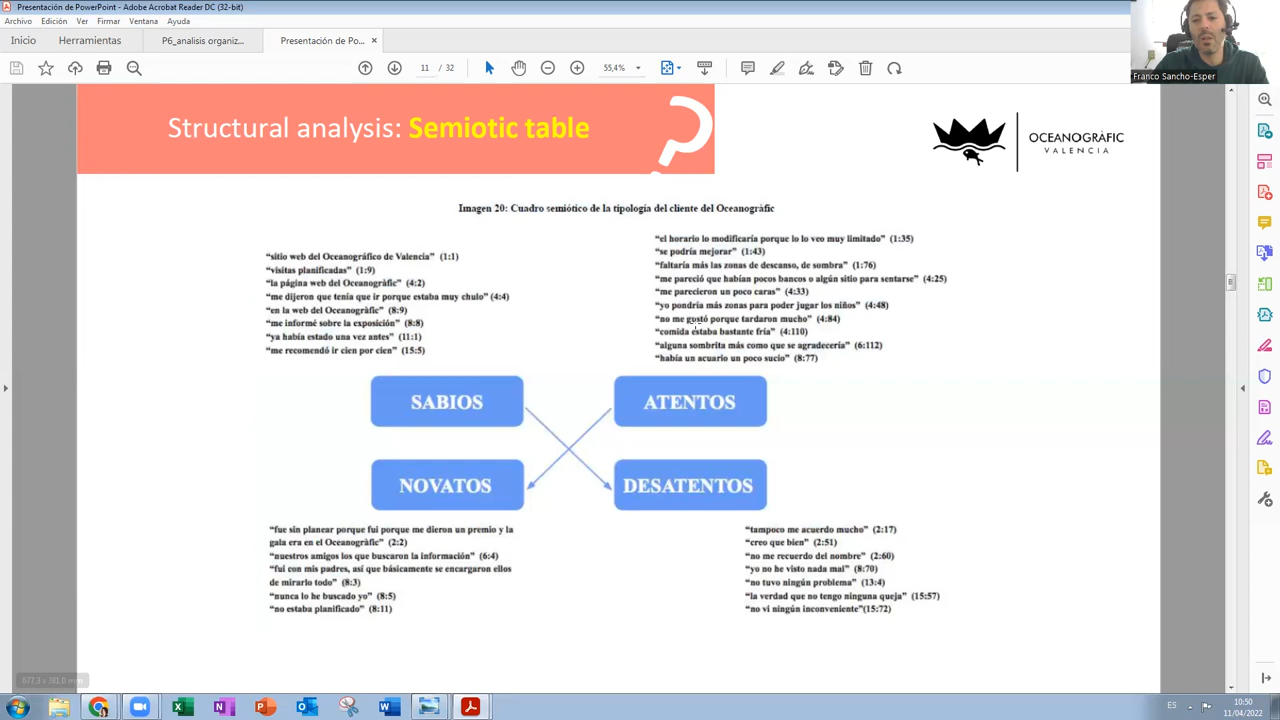 Presentación de PowerPoint - Adobe Acrobat Reader DC (32-bit)
Archivo Edición Ver Firmar Ventana Ayuda
Inicio Herramientas P6_analisis organiz... Presentación de Po... ×
11 / 32 55,4%
Franco Sancho-Esper
Structural analysis: Semiotic table
OCEANOGRÀFIC
VALENCIA
Imagen 20: Cuadro semiótico de la tipología del cliente del Oceanogràfic
“sitio web del Oceanográfico de Valencia” (1:1)
“visitas planificadas” (1:9)
“la página web del Oceogràfic” (4:2)
“me dijeron que tenía que ir porque estaba muy chulo” (4:4)
“en la web del Oceogràfic” (8:9)
“me informé sobre la exposición” (8:8)
“ya había estado una vez antes” (11:1)
“me recomendó ir cien por cien” (15:5)
“el horario lo modificaría porque lo lo veo muy limitado” (1:35)
“se podría mejorar” (1:43)
“faltaría más las zonas de descanso, de sombra” (1:76)
“me pareció que habían pocos bancos o algún sitio para sentarse” (4:25)
“me parecieron un poco caras” (4:33)
“yo pondría más zonas para poder jugar los niños” (4:48)
“no me gustó porque tardaron mucho” (4:84)
“comida estaba bastante fría” (4:110)
“alguna sombrita más como que se agradecería” (6:112)
“había un acuario un poco sucio” (8:77)
SABIOS
ATENTOS
NOVATOS
DESATENTOS
“fue sin planear porque fui porque me dieron un premio y la
gala era en el Oceonogràfic” (2:2)
“nuestros amigos los que buscaron la información” (6:4)
“fui con mis padres, así que básicamente se encargaron ellos
de mirarlo todo” (8:3)
“nunca lo he buscado yo” (8:5)
“no estaba planificado” (8:11)
“tampoco me acuerdo mucho” (2:17)
“creo que bien” (2:51)
“no me recuerdo del nombre” (2:60)
“yo no he visto nada mal” (8:70)
“no tuvo ningún problema” (13:4)
“la verdad que no tengo ninguna queja” (15:57)
“no vi ningún inconveniente”(15:72)
677,3 x 381,0 mm
ES
10:50
11/04/2022